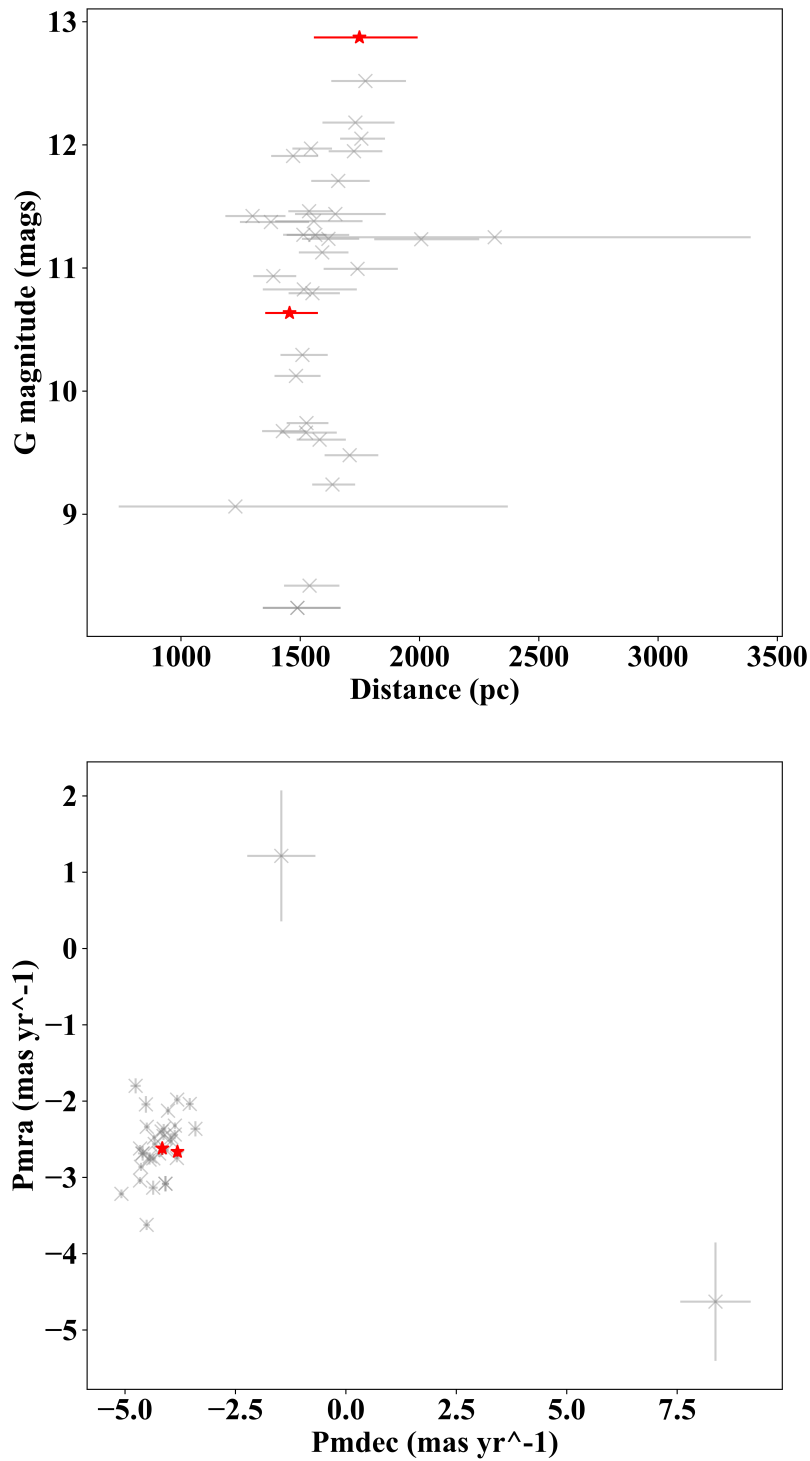 13
12
11
10
9
G magnitude (mags)
1000 1500 2000 2500 3000 3500
Distance (pc)
2
1
0
−1
−2
−3
−4
−5
Pmra (mas yr^-1)
−5.0 −2.5 0.0 2.5 5.0 7.5
Pmdec (mas yr^-1)